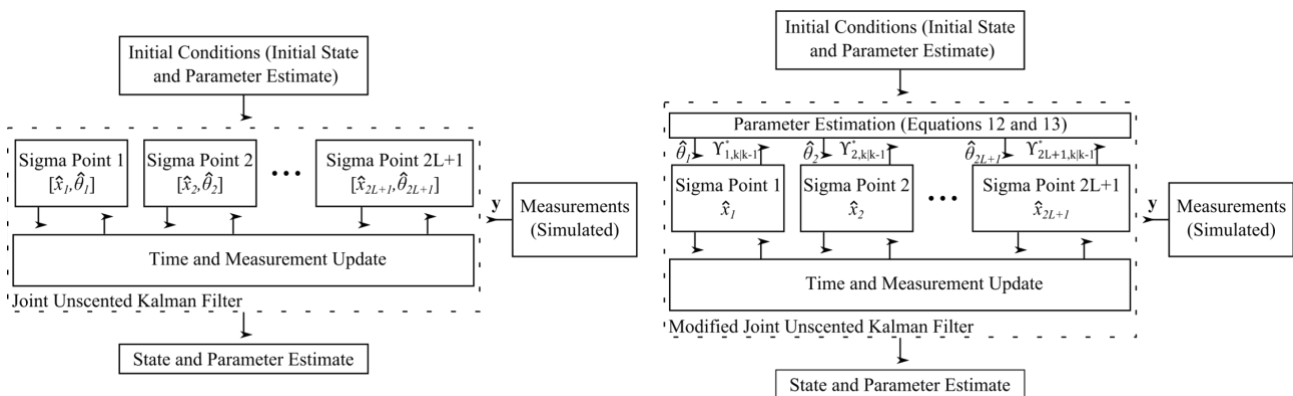 Initial Conditions (Initial State
and Parameter Estimate)
Sigma Point 1
[x̂₁,θ̂₁]
Sigma Point 2
[x̂₂,θ̂₂]
•••
Sigma Point 2L+1
[x̂₂L₊₁,θ̂₂L₊₁]
Time and Measurement Update
Joint Unscented Kalman Filter
y
Measurements
(Simulated)
State and Parameter Estimate
Initial Conditions (Initial State
and Parameter Estimate)
Parameter Estimation (Equations 12 and 13)
θ̂₁ ϒ*1,k|k-1
θ̂₂ ϒ*2,k|k-1
θ̂₂L₊₁ ϒ*2L+1,k|k-1
Sigma Point 1
x̂₁
Sigma Point 2
x̂₂
•••
Sigma Point 2L+1
x̂₂L₊₁
Time and Measurement Update
Modified Joint Unscented Kalman Filter
y
Measurements
(Simulated)
State and Parameter Estimate